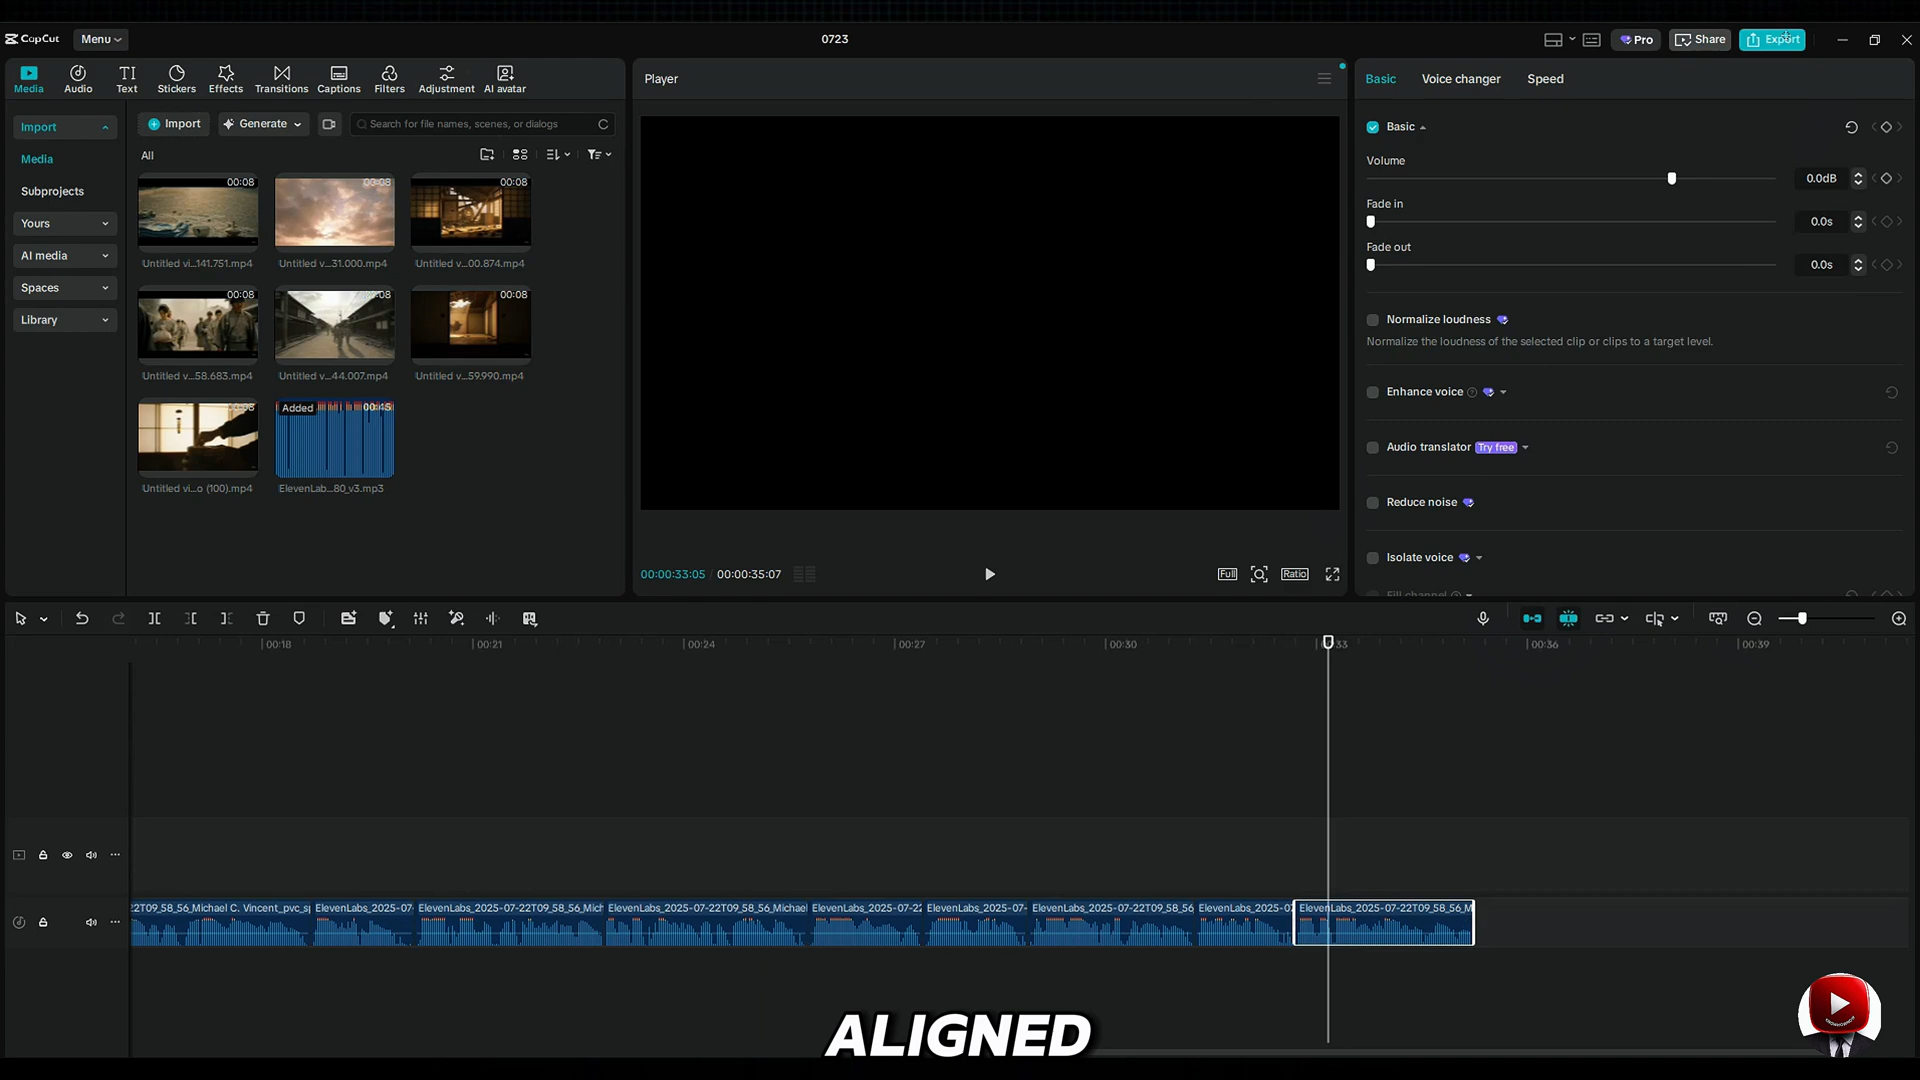 CapCut
Menu
0723
Pro
Share
Export
Media
Audio
Text
Stickers
Effects
Transitions
Captions
Filters
Adjustment
AI avatar
Player
Basic
Voice changer
Speed
Import
Media
Subprojects
Yours
AI media
Spaces
Library
Import
Generate
Search for file names, scenes, or dialogs
All
00:08
00:08
00:08
Untitled vi...141.751.mp4
Untitled v...31.000.mp4
Untitled v...00.874.mp4
00:08
00:08
00:08
Untitled v...58.683.mp4
Untitled v...44.007.mp4
Untitled v...59.990.mp4
00:08
Added
00:45
Untitled vi...o (100).mp4
ElevenLab...80_v3.mp3
00:00:33:05 / 00:00:35:07
Full
Ratio
Basic
Volume
0.0dB
Fade in
0.0s
Fade out
0.0s
Normalize loudness
Normalize the loudness of the selected clip or clips to a target level.
Enhance voice
Audio translator
Try free
Reduce noise
Isolate voice
Fill channel
00:18
00:21
00:24
00:27
00:30
00:36
00:39
2T09_58_56_Michael C. Vincent_pvc_s
ElevenLabs_2025-07-
ElevenLabs_2025-07-22T09_58_56_Mich
ElevenLabs_2025-07-22T09_58_56_Michael
ElevenLabs_2025-07-22
ElevenLabs_2025-07-
ElevenLabs_2025-07-22T09_58_56
ElevenLabs_2025-07
ElevenLabs_2025-07-22T09_58_56_M
ALIGNED